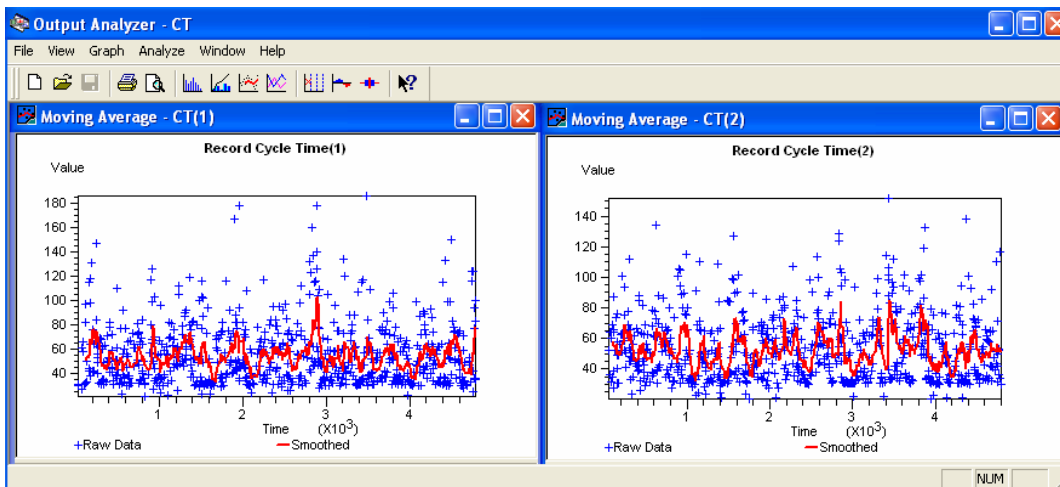 Output Analyzer - CT
File View Graph Analyze Window Help
Moving Average - CT(1)
Record Cycle Time(1)
Value
180
160
140
120
100
80
60
40
1 2 3 4
Time (X10³)
+Raw Data —Smoothed
Moving Average - CT(2)
Record Cycle Time(2)
Value
140
120
100
80
60
40
1 2 3 4
Time (X10³)
+Raw Data —Smoothed
NUM